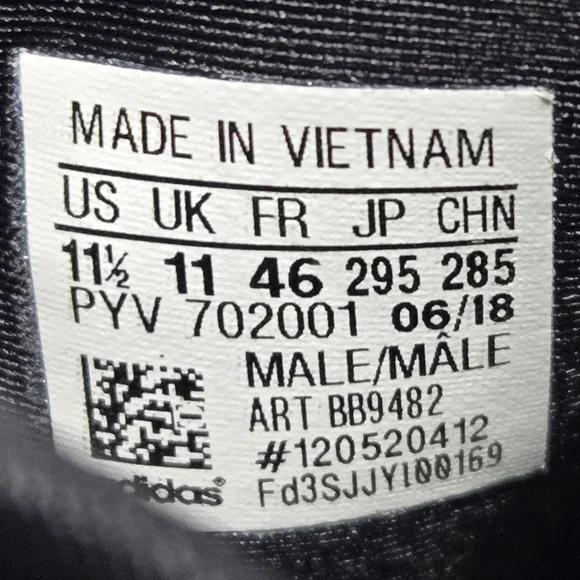 MADE IN VIETNAM
US UK FR JP CHN
11½ 11 46 295 285
PYV 702001 06/18
MALE/MÂLE
ART BB9482
#120520412
adidas® Fd3SJJYL00169